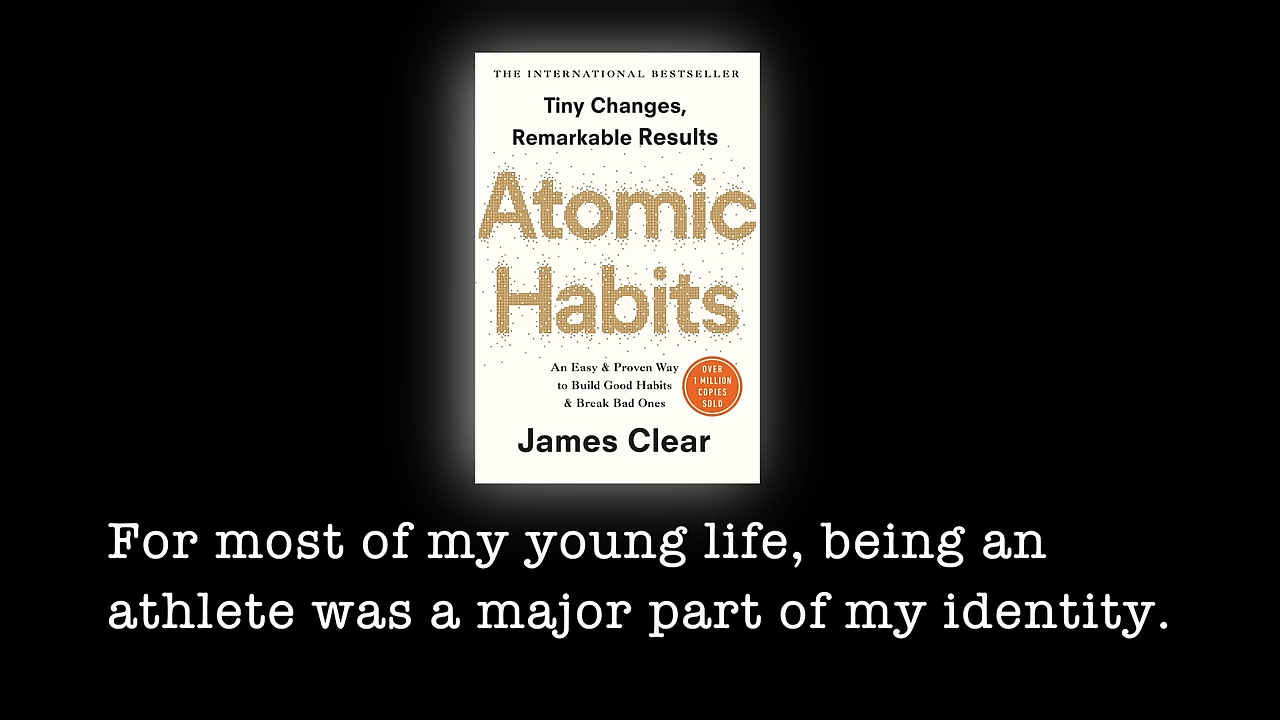 THE INTERNATIONAL BESTSELLER
Tiny Changes,
Remarkable Results
Atomic
Habits
An Easy & Proven Way
to Build Good Habits
& Break Bad Ones
OVER
1 MILLION
COPIES
SOLD
James Clear
For most of my young life, being an
athlete was a major part of my identity.